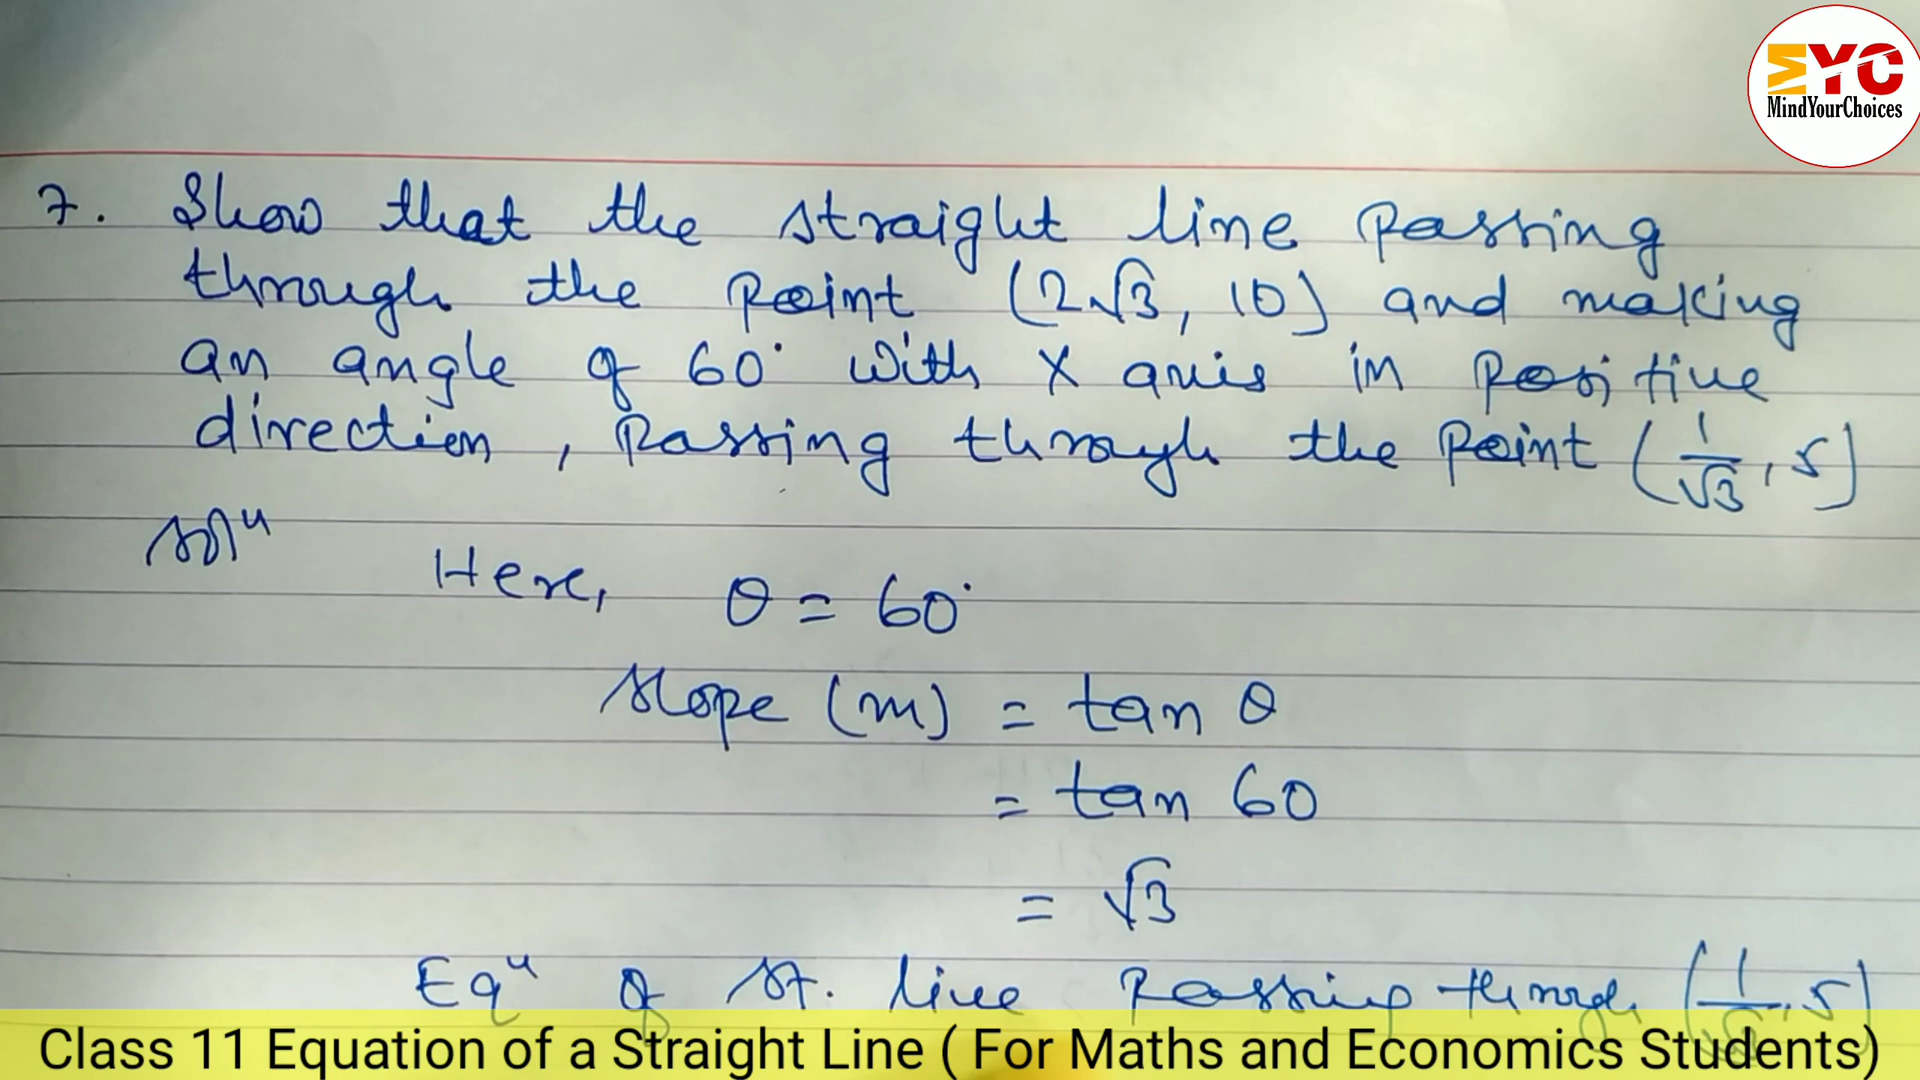 MYC
MindYourChoices
7. Show that the straight line passing
through the point (2√3, 10) and making
an angle of 60° with X axis in positive
direction, passing through the point (1/√3, 5)
Solⁿ
Here, θ = 60°
slope (m) = tan θ
= tan 60
= √3
Eqⁿ of st. line passing through (1/√3, 5)
Class 11 Equation of a Straight Line ( For Maths and Economics Students)